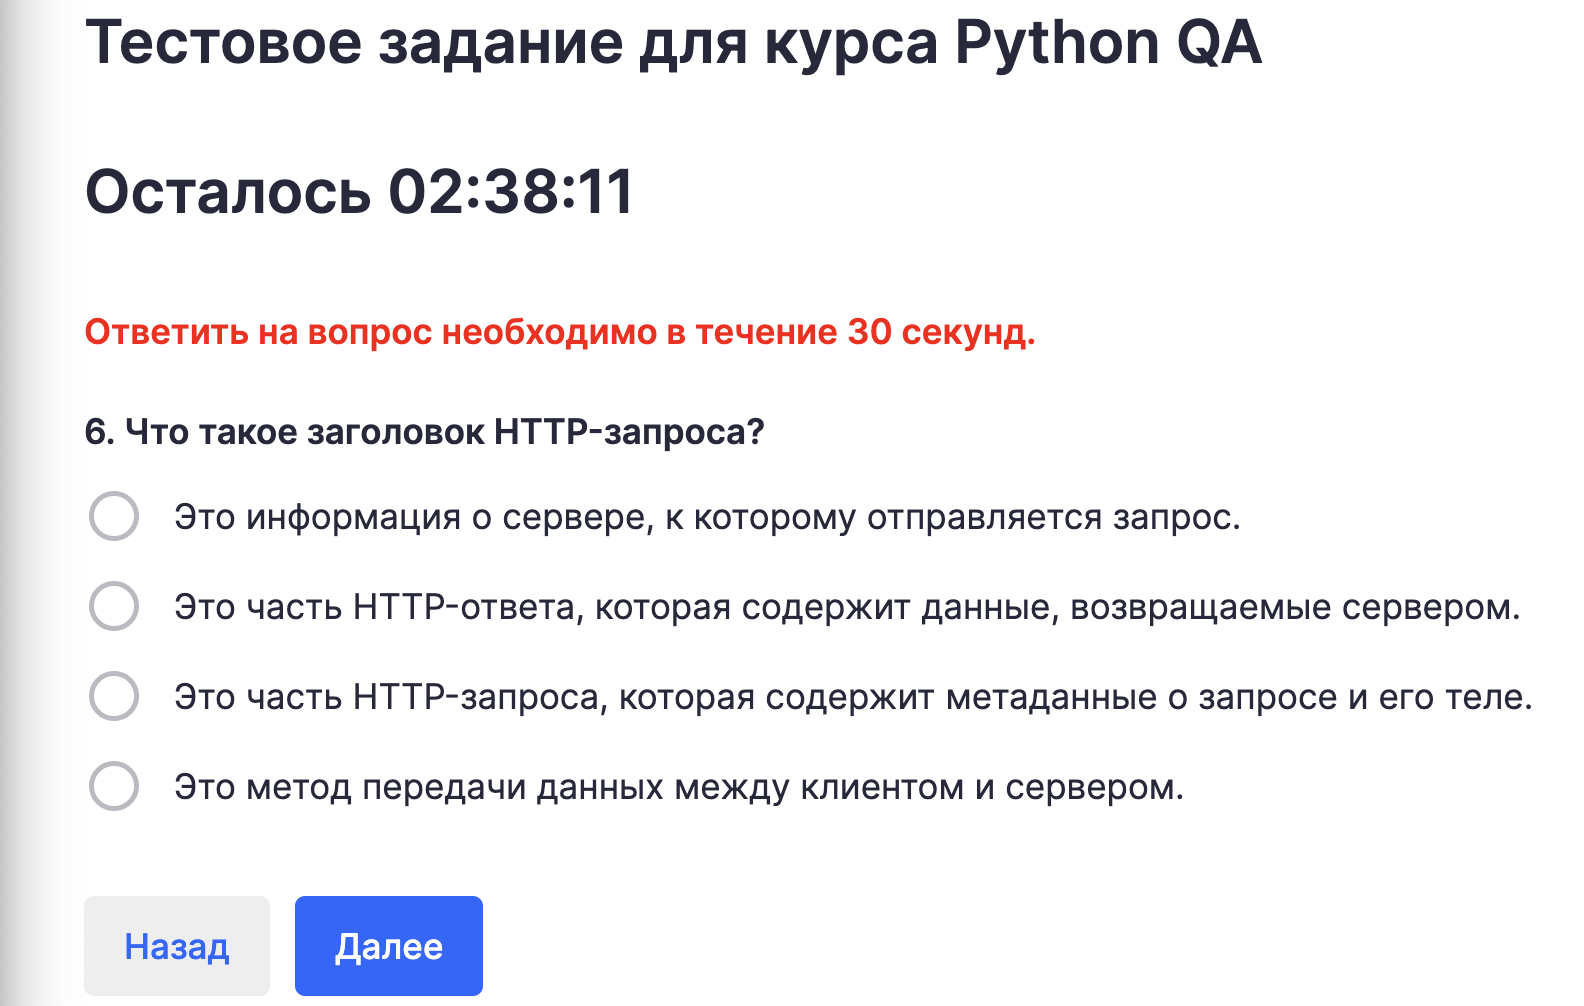 Тестовое задание для курса Python QA
Осталось 02:38:11
Ответить на вопрос необходимо в течение 30 секунд.
6. Что такое заголовок HTTP-запроса?
Это информация о сервере, к которому отправляется запрос.
Это часть HTTP-ответа, которая содержит данные, возвращаемые сервером.
Это часть HTTP-запроса, которая содержит метаданные о запросе и его теле.
Это метод передачи данных между клиентом и сервером.
Назад
Далее